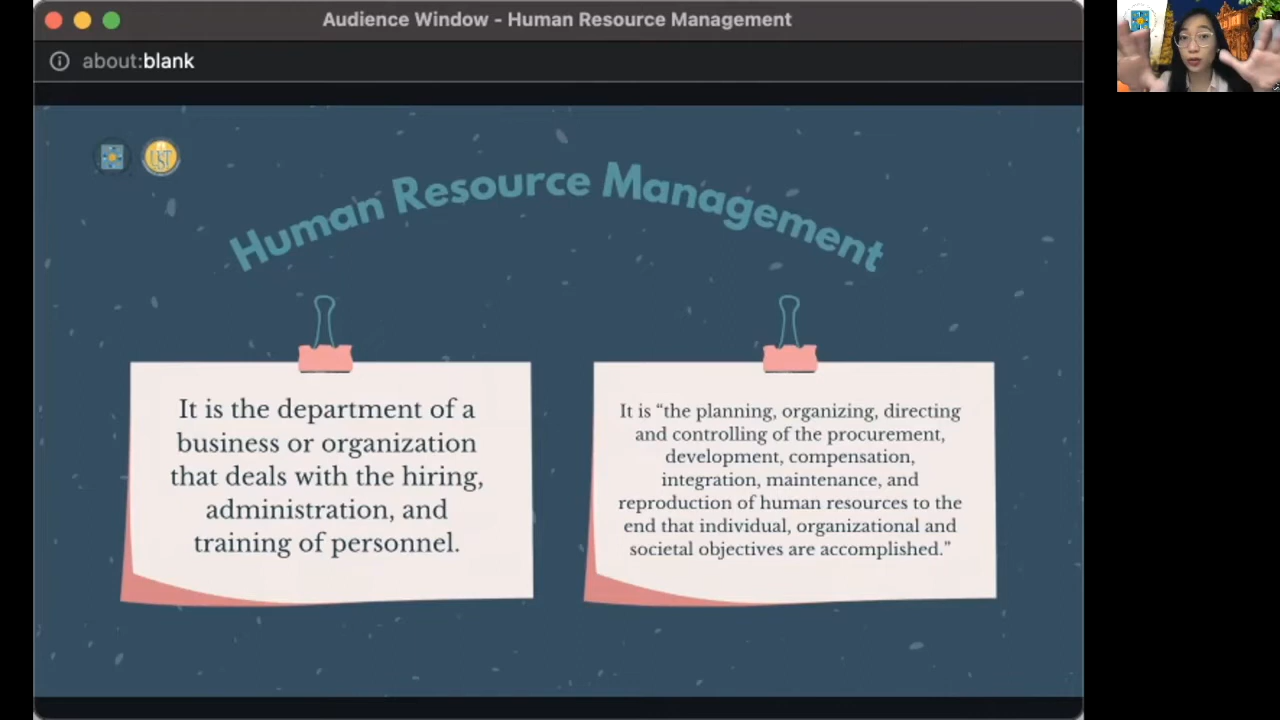 Audience Window - Human Resource Management
about:blank
UST
Human Resource Management
It is the department of a
business or organization
that deals with the hiring,
administration, and
training of personnel.
It is “the planning, organizing, directing
and controlling of the procurement,
development, compensation,
integration, maintenance, and
reproduction of human resources to the
end that individual, organizational and
societal objectives are accomplished.”